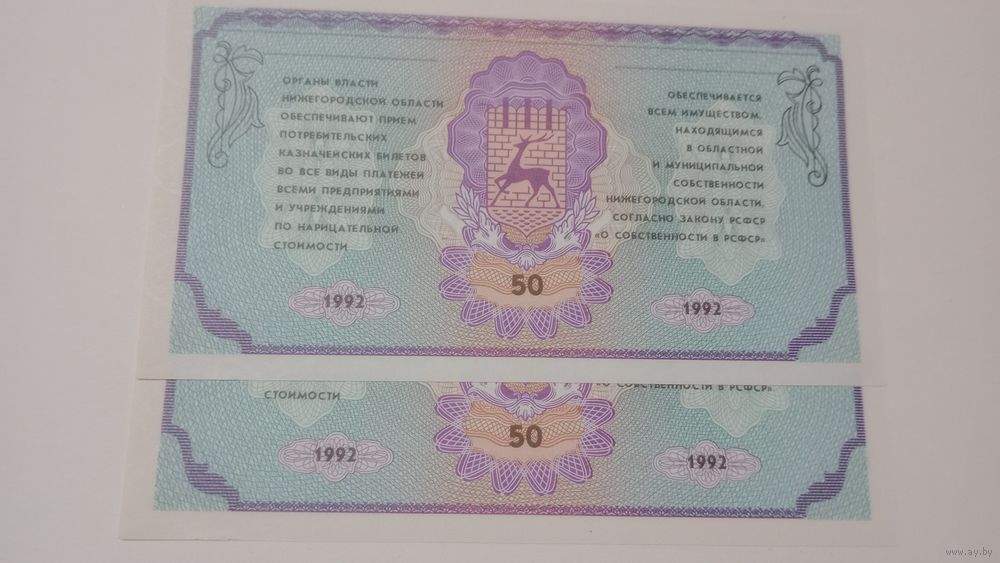 ОРГАНЫ ВЛАСТИ
НИЖЕГОРОДСКОЙ ОБЛАСТИ
ОБЕСПЕЧИВАЮТ ПРИЕМ
ПОТРЕБИТЕЛЬСКИХ
КАЗНАЧЕЙСКИХ БИЛЕТОВ
ВО ВСЕ ВИДЫ ПЛАТЕЖЕЙ
ВСЕМИ ПРЕДПРИЯТИЯМИ
И УЧРЕЖДЕНИЯМИ
ПО НАРИЦАТЕЛЬНОЙ
СТОИМОСТИ
ОБЕСПЕЧИВАЕТСЯ
ВСЕМ ИМУЩЕСТВОМ,
НАХОДЯЩИМСЯ
В ОБЛАСТНОЙ
И МУНИЦИПАЛЬНОЙ
СОБСТВЕННОСТИ
НИЖЕГОРОДСКОЙ ОБЛАСТИ,
СОГЛАСНО ЗАКОНУ РСФСР
«О СОБСТВЕННОСТИ В РСФСР»
50
1992
1992
СТОИМОСТИ
«О СОБСТВЕННОСТИ В РСФСР»
50
1992
1992
www.ay.by